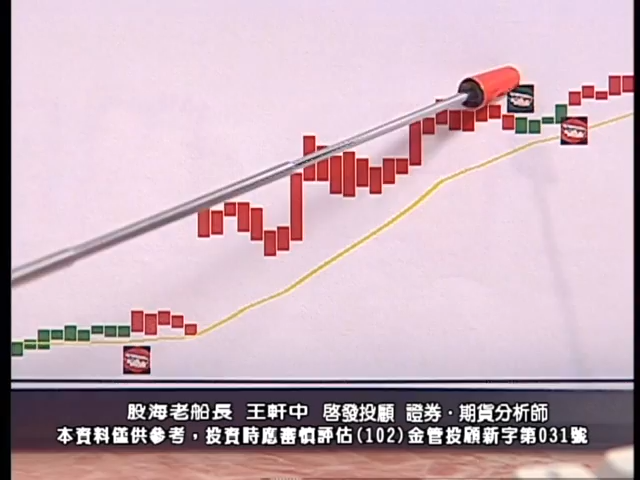 股海老船長 王軒中 啓發投顧 證券·期貨分析師
本資料僅供參考，投資時應審慎評估(102)金管投顧新字第031號